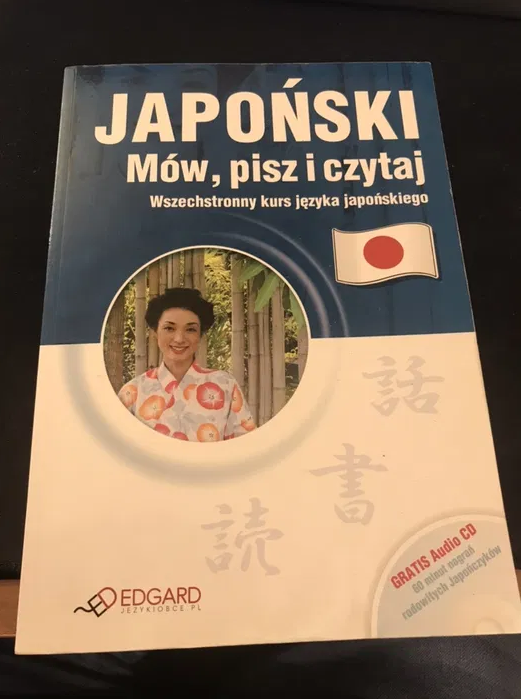 JAPOŃSKI
Mów, pisz i czytaj
Wszechstronny kurs języka japońskiego
話
書
読
GRATIS Audio CD
60 minut nagrań
rodowitych Japończyków
EDGARD
JEZYKIOBCE.PL